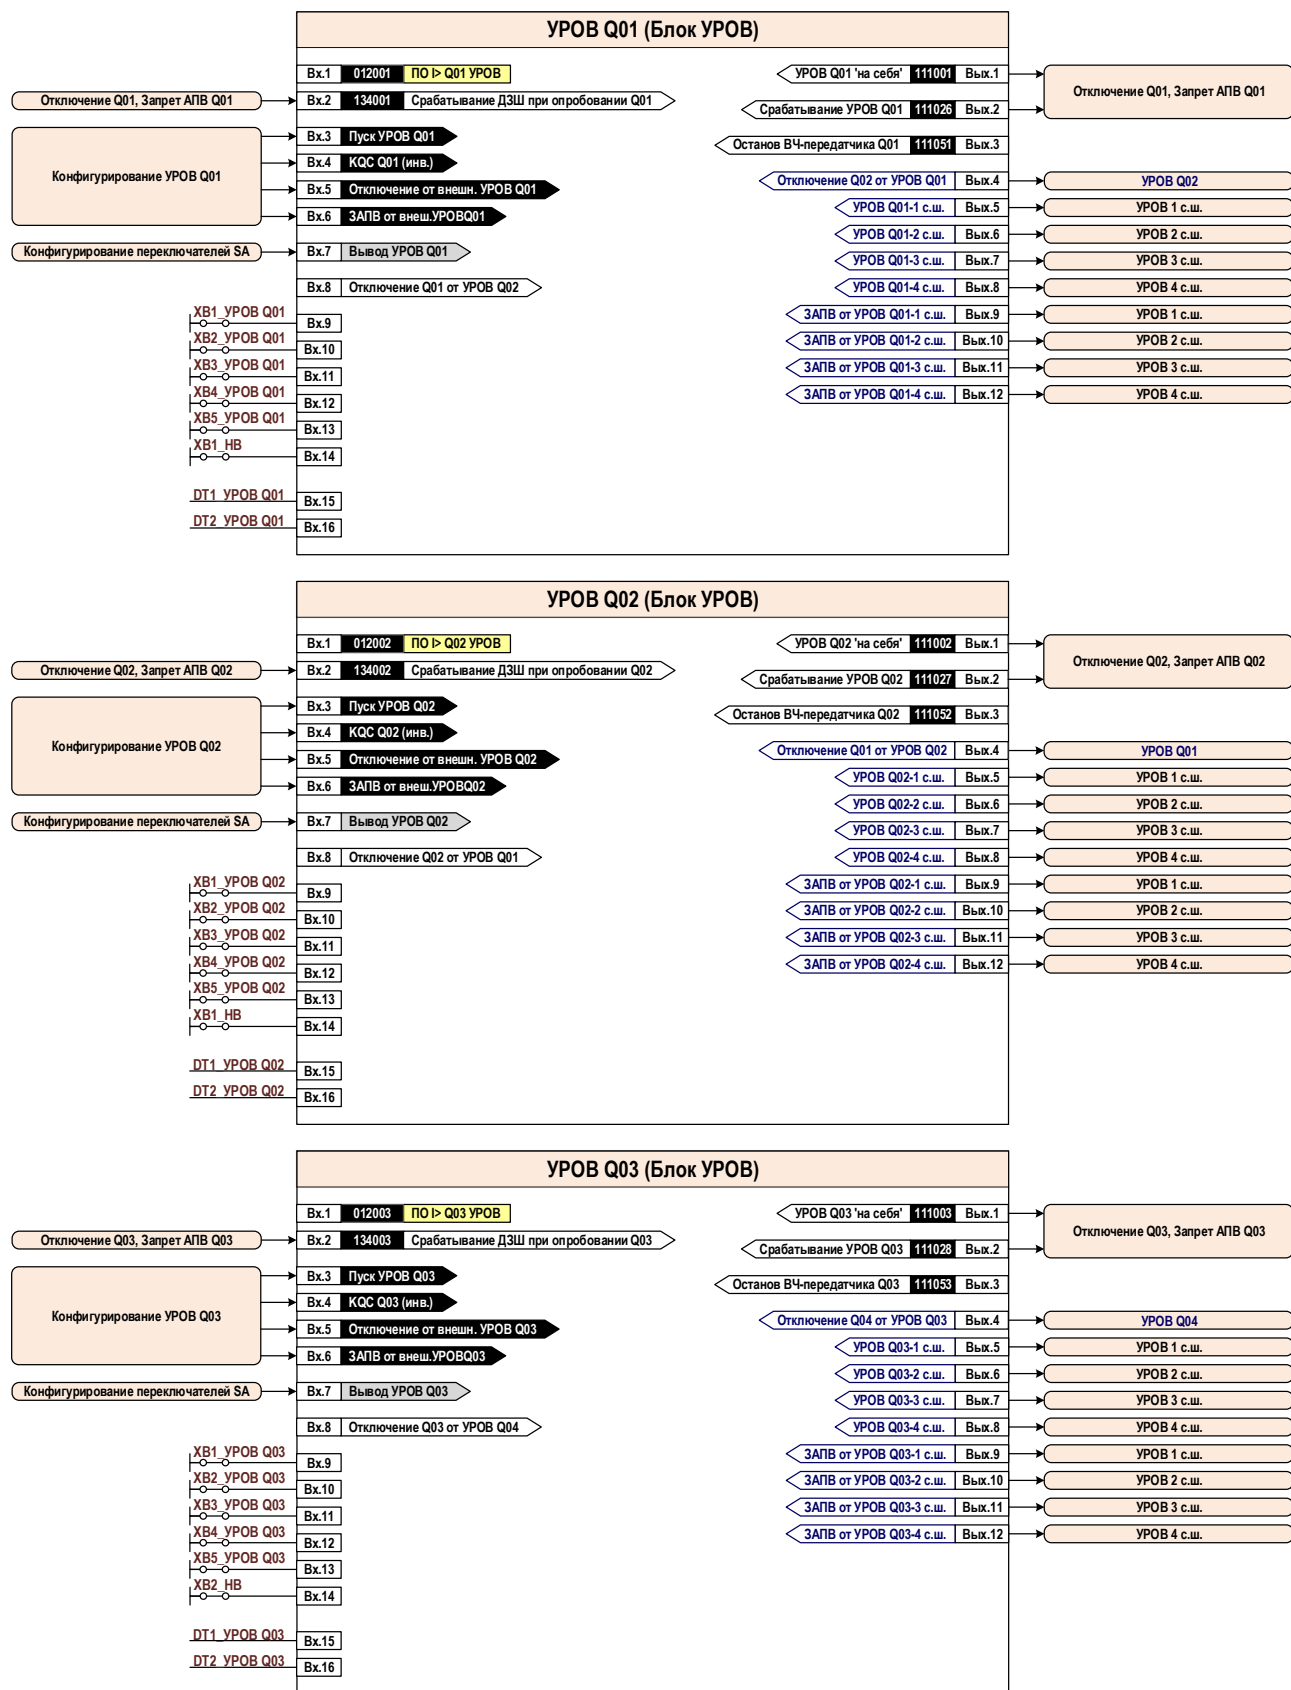 УРОВ Q01 (Блок УРОВ)
Вх.1 012001 ПО I> Q01 УРОВ
УРОВ Q01 'на себя' 111001 Вых.1
Отключение Q01, Запрет АПВ Q01
Отключение Q01, Запрет АПВ Q01
Вх.2 134001 Срабатывание ДЗШ при опробовании Q01
Срабатывание УРОВ Q01 111026 Вых.2
Конфигурирование УРОВ Q01
Вх.3 Пуск УРОВ Q01
Останов ВЧ-передатчика Q01 111051 Вых.3
Вх.4 KQC Q01 (инв.)
Вх.5 Отключение от внешн. УРОВ Q01
Отключение Q02 от УРОВ Q01 Вых.4 УРОВ Q02
Вх.6 ЗАПВ от внеш.УРОВQ01
УРОВ Q01-1 с.ш. Вых.5 УРОВ 1 с.ш.
УРОВ Q01-2 с.ш. Вых.6 УРОВ 2 с.ш.
Конфигурирование переключателей SA Вх.7 Вывод УРОВ Q01
УРОВ Q01-3 с.ш. Вых.7 УРОВ 3 с.ш.
Вх.8 Отключение Q01 от УРОВ Q02
УРОВ Q01-4 с.ш. Вых.8 УРОВ 4 с.ш.
XB1_УРОВ Q01 Вх.9
ЗАПВ от УРОВ Q01-1 с.ш. Вых.9 УРОВ 1 с.ш.
XB2_УРОВ Q01 Вх.10
ЗАПВ от УРОВ Q01-2 с.ш. Вых.10 УРОВ 2 с.ш.
XB3_УРОВ Q01 Вх.11
ЗАПВ от УРОВ Q01-3 с.ш. Вых.11 УРОВ 3 с.ш.
XB4_УРОВ Q01 Вх.12
ЗАПВ от УРОВ Q01-4 с.ш. Вых.12 УРОВ 4 с.ш.
XB5_УРОВ Q01 Вх.13
XB1_НВ Вх.14
DT1_УРОВ Q01 Вх.15
DT2_УРОВ Q01 Вх.16
УРОВ Q02 (Блок УРОВ)
Вх.1 012002 ПО I> Q02 УРОВ
УРОВ Q02 'на себя' 111002 Вых.1
Отключение Q02, Запрет АПВ Q02
Отключение Q02, Запрет АПВ Q02
Вх.2 134002 Срабатывание ДЗШ при опробовании Q02
Срабатывание УРОВ Q02 111027 Вых.2
Конфигурирование УРОВ Q02
Вх.3 Пуск УРОВ Q02
Останов ВЧ-передатчика Q02 111052 Вых.3
Вх.4 KQC Q02 (инв.)
Вх.5 Отключение от внешн. УРОВ Q02
Отключение Q01 от УРОВ Q02 Вых.4 УРОВ Q01
Вх.6 ЗАПВ от внеш.УРОВQ02
УРОВ Q02-1 с.ш. Вых.5 УРОВ 1 с.ш.
УРОВ Q02-2 с.ш. Вых.6 УРОВ 2 с.ш.
Конфигурирование переключателей SA Вх.7 Вывод УРОВ Q02
УРОВ Q02-3 с.ш. Вых.7 УРОВ 3 с.ш.
Вх.8 Отключение Q02 от УРОВ Q01
УРОВ Q02-4 с.ш. Вых.8 УРОВ 4 с.ш.
XB1_УРОВ Q02 Вх.9
ЗАПВ от УРОВ Q02-1 с.ш. Вых.9 УРОВ 1 с.ш.
XB2_УРОВ Q02 Вх.10
ЗАПВ от УРОВ Q02-2 с.ш. Вых.10 УРОВ 2 с.ш.
XB3_УРОВ Q02 Вх.11
ЗАПВ от УРОВ Q02-3 с.ш. Вых.11 УРОВ 3 с.ш.
XB4_УРОВ Q02 Вх.12
ЗАПВ от УРОВ Q02-4 с.ш. Вых.12 УРОВ 4 с.ш.
XB5_УРОВ Q02 Вх.13
XB1_НВ Вх.14
DT1_УРОВ Q02 Вх.15
DT2_УРОВ Q02 Вх.16
УРОВ Q03 (Блок УРОВ)
Вх.1 012003 ПО I> Q03 УРОВ
УРОВ Q03 'на себя' 111003 Вых.1
Отключение Q03, Запрет АПВ Q03
Отключение Q03, Запрет АПВ Q03
Вх.2 134003 Срабатывание ДЗШ при опробовании Q03
Срабатывание УРОВ Q03 111028 Вых.2
Конфигурирование УРОВ Q03
Вх.3 Пуск УРОВ Q03
Останов ВЧ-передатчика Q03 111053 Вых.3
Вх.4 KQC Q03 (инв.)
Вх.5 Отключение от внешн. УРОВ Q03
Отключение Q04 от УРОВ Q03 Вых.4 УРОВ Q04
Вх.6 ЗАПВ от внеш.УРОВQ03
УРОВ Q03-1 с.ш. Вых.5 УРОВ 1 с.ш.
УРОВ Q03-2 с.ш. Вых.6 УРОВ 2 с.ш.
Конфигурирование переключателей SA Вх.7 Вывод УРОВ Q03
УРОВ Q03-3 с.ш. Вых.7 УРОВ 3 с.ш.
Вх.8 Отключение Q03 от УРОВ Q04
УРОВ Q03-4 с.ш. Вых.8 УРОВ 4 с.ш.
XB1_УРОВ Q03 Вх.9
ЗАПВ от УРОВ Q03-1 с.ш. Вых.9 УРОВ 1 с.ш.
XB2_УРОВ Q03 Вх.10
ЗАПВ от УРОВ Q03-2 с.ш. Вых.10 УРОВ 2 с.ш.
XB3_УРОВ Q03 Вх.11
ЗАПВ от УРОВ Q03-3 с.ш. Вых.11 УРОВ 3 с.ш.
XB4_УРОВ Q03 Вх.12
ЗАПВ от УРОВ Q03-4 с.ш. Вых.12 УРОВ 4 с.ш.
XB5_УРОВ Q03 Вх.13
XB2_НВ Вх.14
DT1_УРОВ Q03 Вх.15
DT2_УРОВ Q03 Вх.16